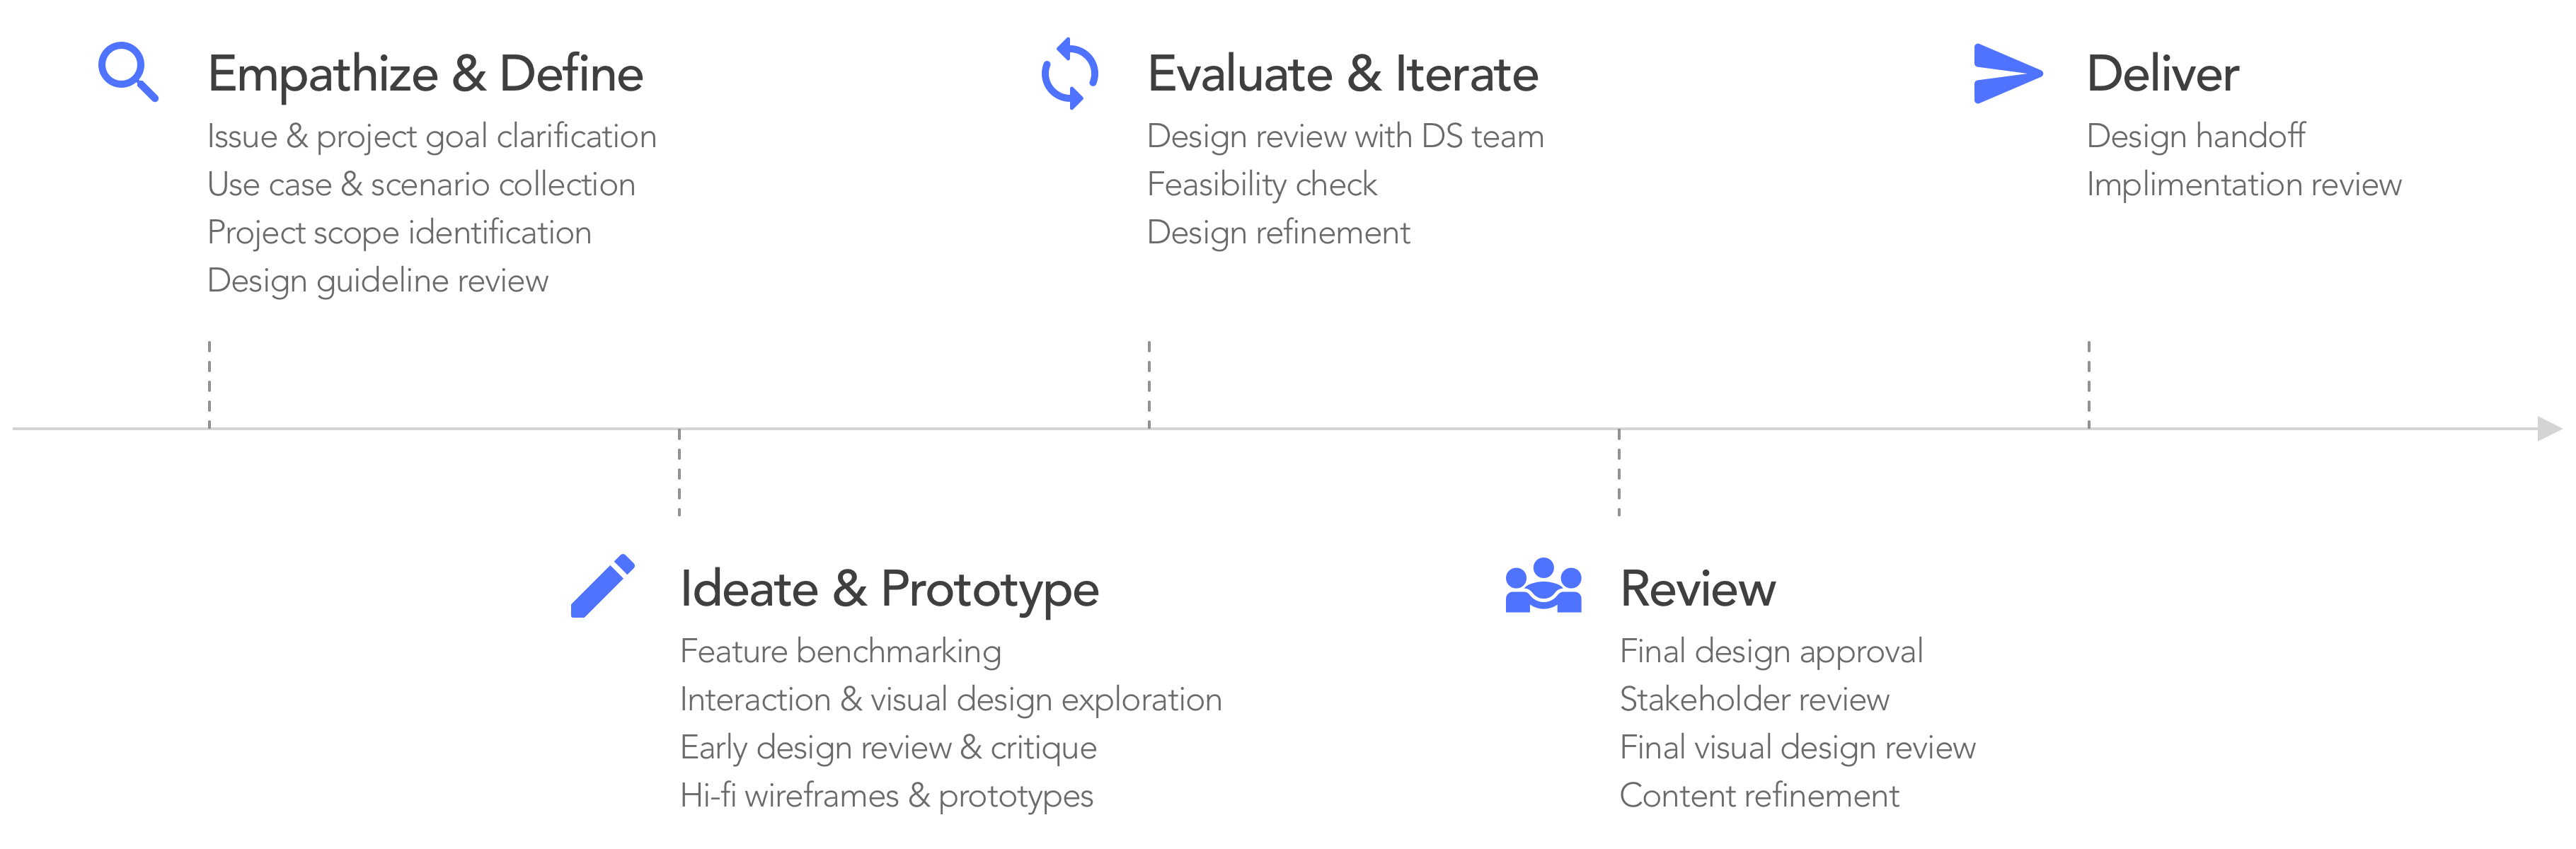 Empathize & Define
Issue & project goal clarification
Use case & scenario collection
Project scope identification
Design guideline review
Ideate & Prototype
Feature benchmarking
Interaction & visual design exploration
Early design review & critique
Hi-fi wireframes & prototypes
Evaluate & Iterate
Design review with DS team
Feasibility check
Design refinement
Review
Final design approval
Stakeholder review
Final visual design review
Content refinement
Deliver
Design handoff
Implimentation review